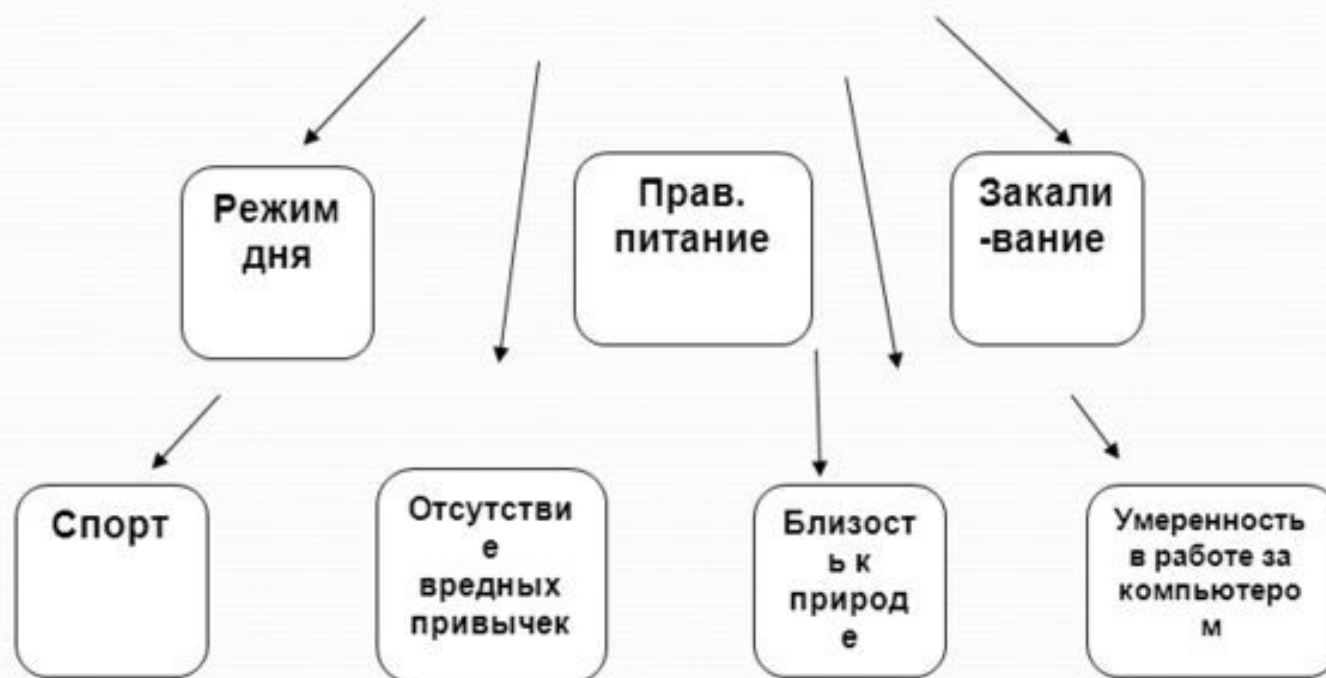 Режим
дня
Прав.
питание
Закали
-вание
Спорт
Отсутстви
е
вредных
привычек
Близост
ь к
природ
е
Умеренность
в работе за
компьютеро
м